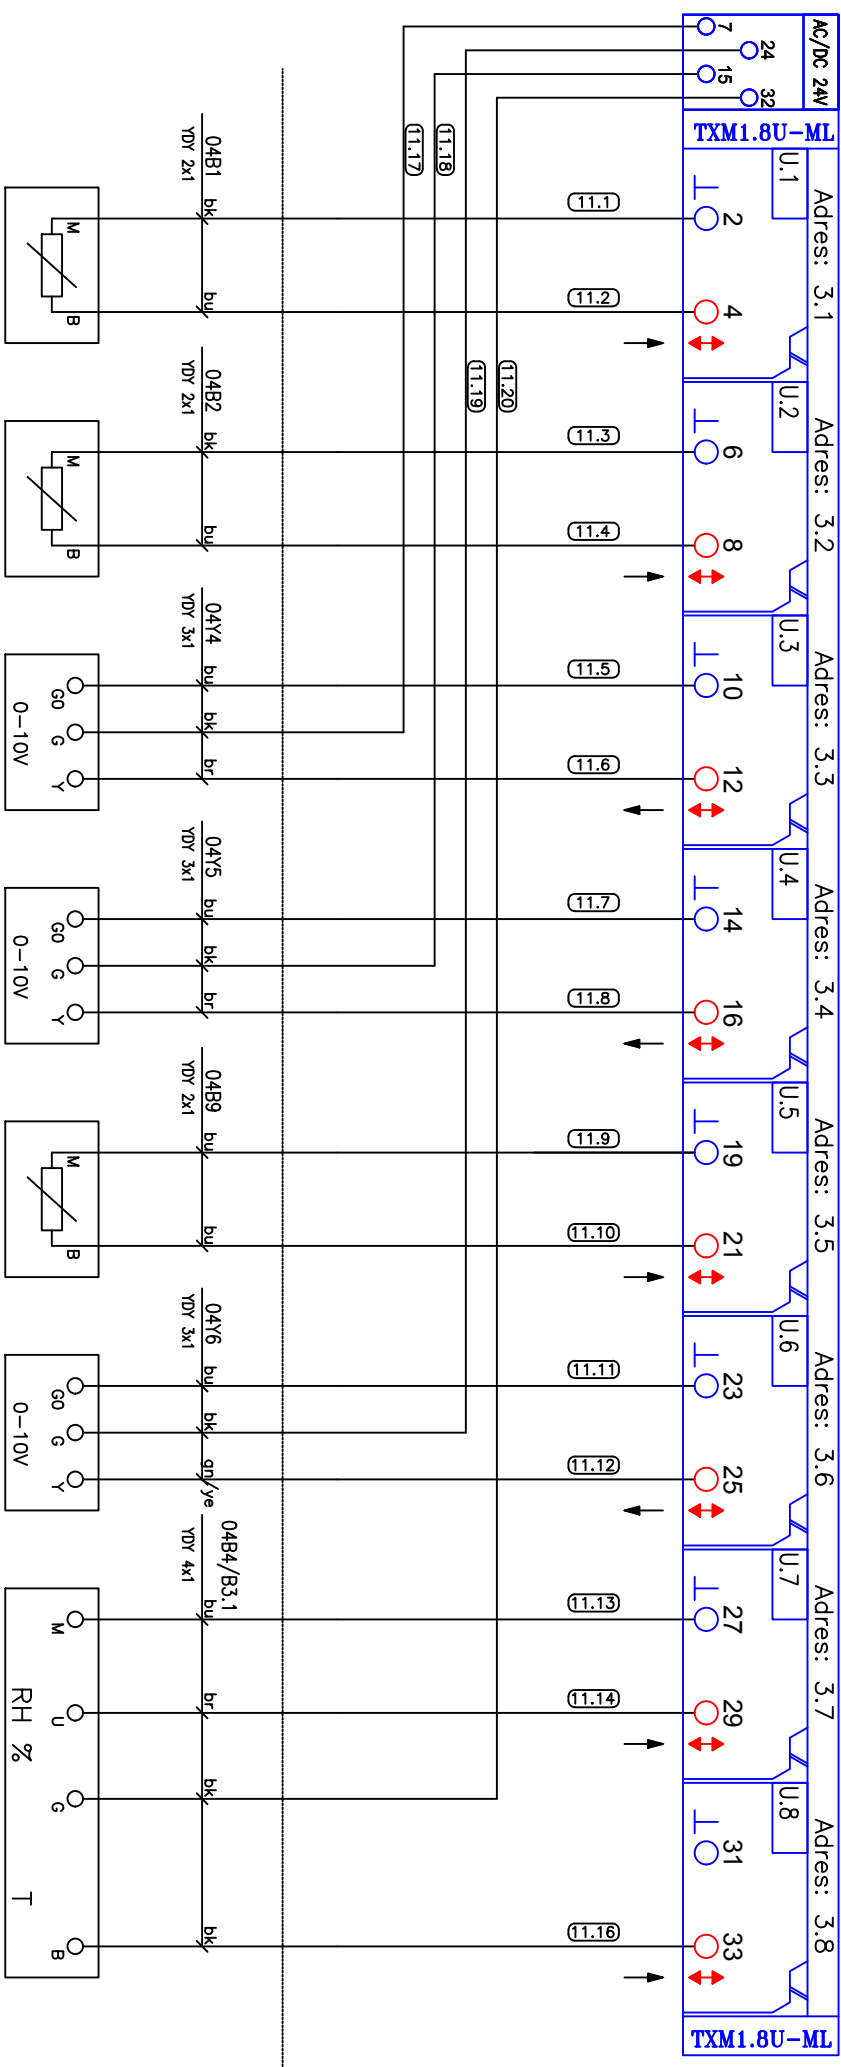 AC/DC 24V
7
24
15
32
TXM1.8U-ML
U.1
Adres: 3.1
2
4
U.2
Adres: 3.2
6
8
U.3
Adres: 3.3
10
12
U.4
Adres: 3.4
14
16
U.5
Adres: 3.5
19
21
U.6
Adres: 3.6
23
25
U.7
Adres: 3.7
27
29
U.8
Adres: 3.8
31
33
TXM1.8U-ML
11.1
11.2
11.3
11.4
11.5
11.6
11.7
11.8
11.9
11.10
11.11
11.12
11.13
11.14
11.16
11.20
11.19
11.18
11.17
04B1
YDY 2x1
bk
bu
04B2
YDY 2x1
bk
bu
04Y4
YDY 3x1
bu
bk
br
04Y5
YDY 3x1
bu
bk
br
04B9
YDY 2x1
bu
bu
04Y6
YDY 3x1
bu
bk
gn/ye
04B4/B3.1
YDY 4x1
bu
br
bk
bk
M
B
M
B
G0
G
Y
0-10V
G0
G
Y
0-10V
M
B
G0
G
Y
0-10V
M
U
G
B
RH %
T